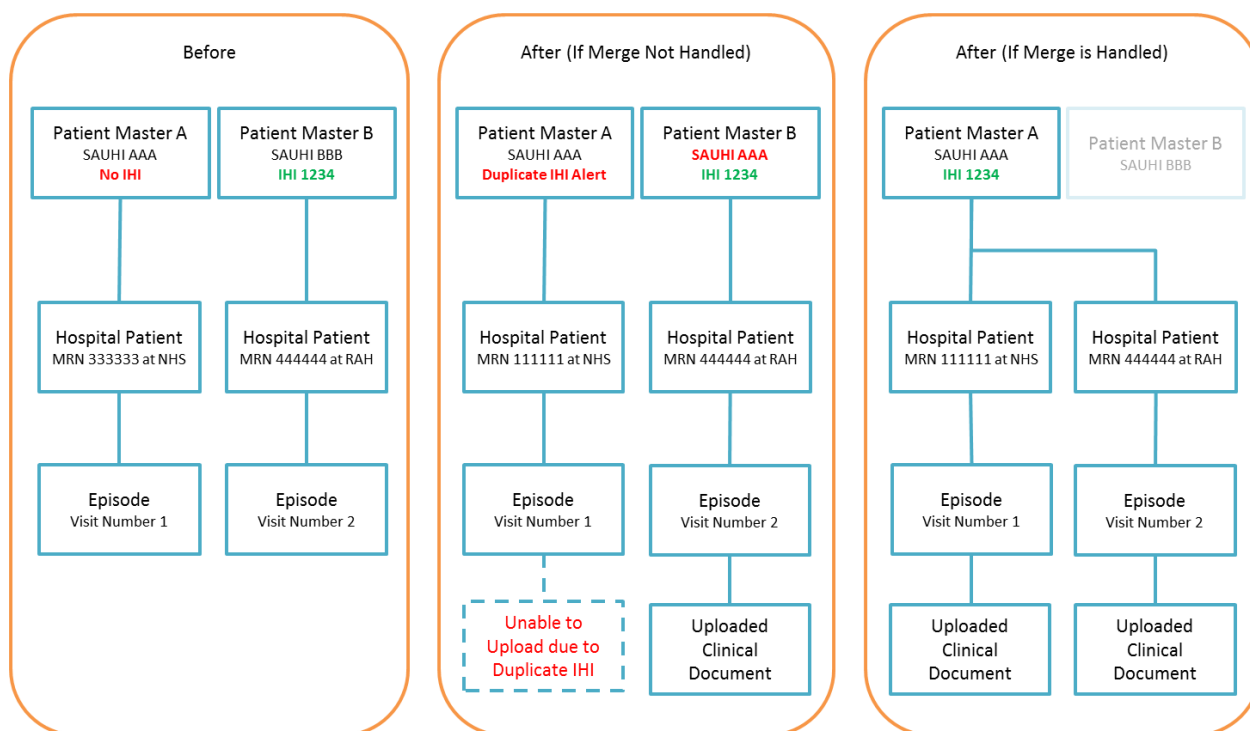 Before
Patient Master A
SAUHI AAA
No IHI
Patient Master B
SAUHI BBB
IHI 1234
Hospital Patient
MRN 333333 at NHS
Hospital Patient
MRN 444444 at RAH
Episode
Visit Number 1
Episode
Visit Number 2
After (If Merge Not Handled)
Patient Master A
SAUHI AAA
Duplicate IHI Alert
Patient Master B
SAUHI AAA
IHI 1234
Hospital Patient
MRN 111111 at NHS
Hospital Patient
MRN 444444 at RAH
Episode
Visit Number 1
Episode
Visit Number 2
Unable to
Upload due to
Duplicate IHI
Uploaded
Clinical
Document
After (If Merge is Handled)
Patient Master A
SAUHI AAA
IHI 1234
Patient Master B
SAUHI BBB
Hospital Patient
MRN 111111 at NHS
Hospital Patient
MRN 444444 at RAH
Episode
Visit Number 1
Episode
Visit Number 2
Uploaded
Clinical
Document
Uploaded
Clinical
Document